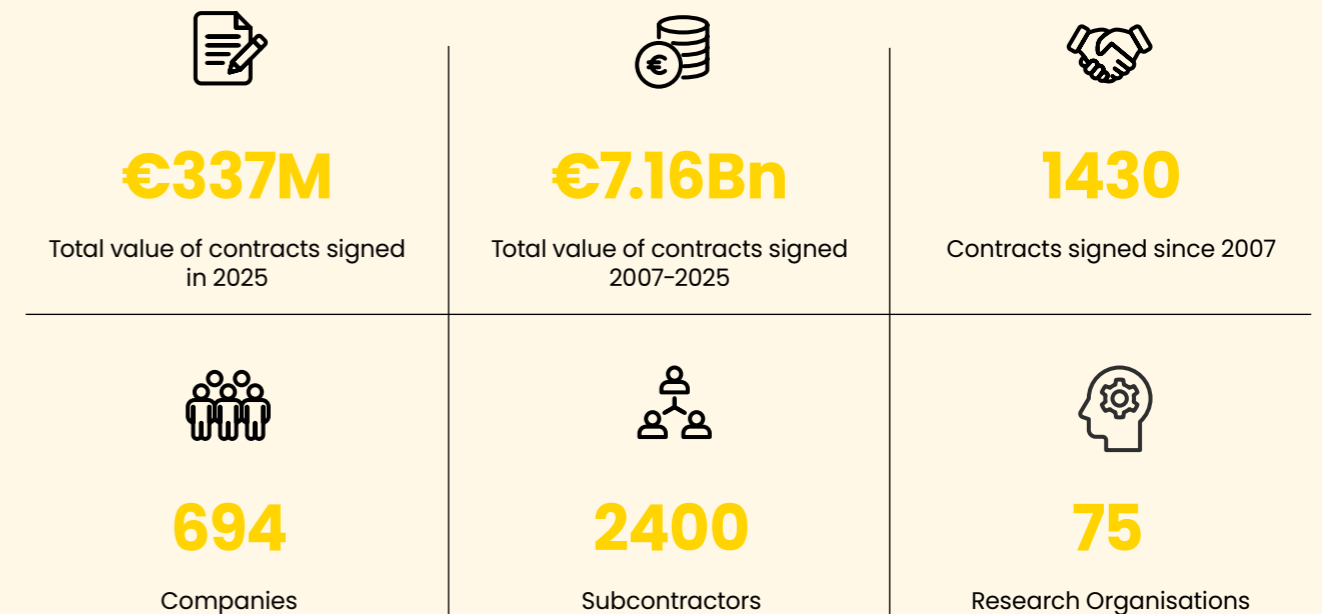 €337M
Total value of contracts signed
in 2025
€7.16Bn
Total value of contracts signed
2007-2025
1430
Contracts signed since 2007
694
Companies
2400
Subcontractors
75
Research Organisations